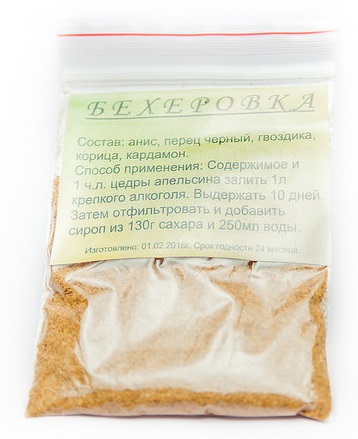 БЕХЕРОВКА
Состав: анис, перец черный, гвоздика,
корица, кардамон.
Способ применения: Содержимое и
1 ч.л. цедры апельсина залить 1л
крепкого алкоголя. Выдержать 10 дней.
Затем отфильтровать и добавить
сироп из 130г сахара и 250мл воды.
Изготовлено: 01.02.2016г. Срок годности 24 месяца.